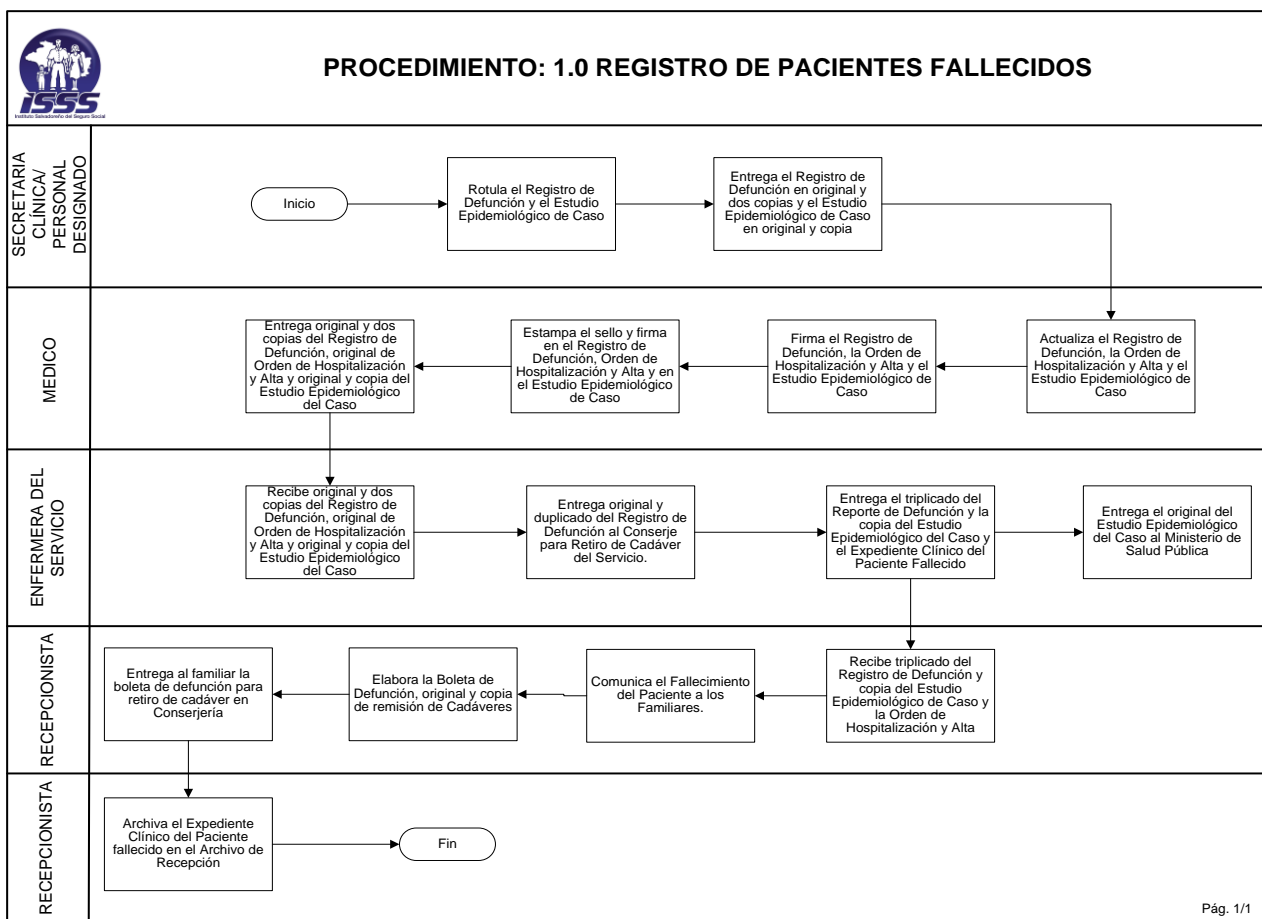 PROCEDIMIENTO: 1.0 REGISTRO DE PACIENTES FALLECIDOS
ISSS
Instituto Salvadoreño del Seguro Social
SECRETARIA
CLÍNICA/
PERSONAL
DESIGNADO
Inicio
Rotula el Registro de
Defunción y el Estudio
Epidemiológico de Caso
Entrega el Registro de
Defunción en original y
dos copias y el Estudio
Epidemiológico de Caso
en original y copia
MEDICO
Entrega original y dos
copias del Registro de
Defunción, original de
Orden de Hospitalización
y Alta y original y copia del
Estudio Epidemiológico
del Caso
Estampa el sello y firma
en el Registro de
Defunción, Orden de
Hospitalización y Alta y en
el Estudio Epidemiológico
de Caso
Firma el Registro de
Defunción, la Orden de
Hospitalización y Alta y el
Estudio Epidemiológico de
Caso
Actualiza el Registro de
Defunción, la Orden de
Hospitalización y Alta y el
Estudio Epidemiológico de
Caso
ENFERMERA DEL
SERVICIO
Recibe original y dos
copias del Registro de
Defunción, original de
Orden de Hospitalización
y Alta y original y copia del
Estudio Epidemiológico
del Caso
Entrega original y
duplicado del Registro de
Defunción al Conserje
para Retiro de Cadáver
del Servicio.
Entrega el triplicado del
Reporte de Defunción y la
copia del Estudio
Epidemiológico del Caso y
el Expediente Clínico del
Paciente Fallecido
Entrega el original del
Estudio Epidemiológico
del Caso al Ministerio de
Salud Pública
RECEPCIONISTA
Entrega al familiar la
boleta de defunción para
retiro de cadáver en
Conserjería
Elabora la Boleta de
Defunción, original y copia
de remisión de Cadáveres
Comunica el Fallecimiento
del Paciente a los
Familiares.
Recibe triplicado del
Registro de Defunción y
copia del Estudio
Epidemiológico de Caso y
la Orden de
Hospitalización y Alta
RECEPCIONISTA
Archiva el Expediente
Clínico del Paciente
fallecido en el Archivo de
Recepción
Fin
Pág. 1/1